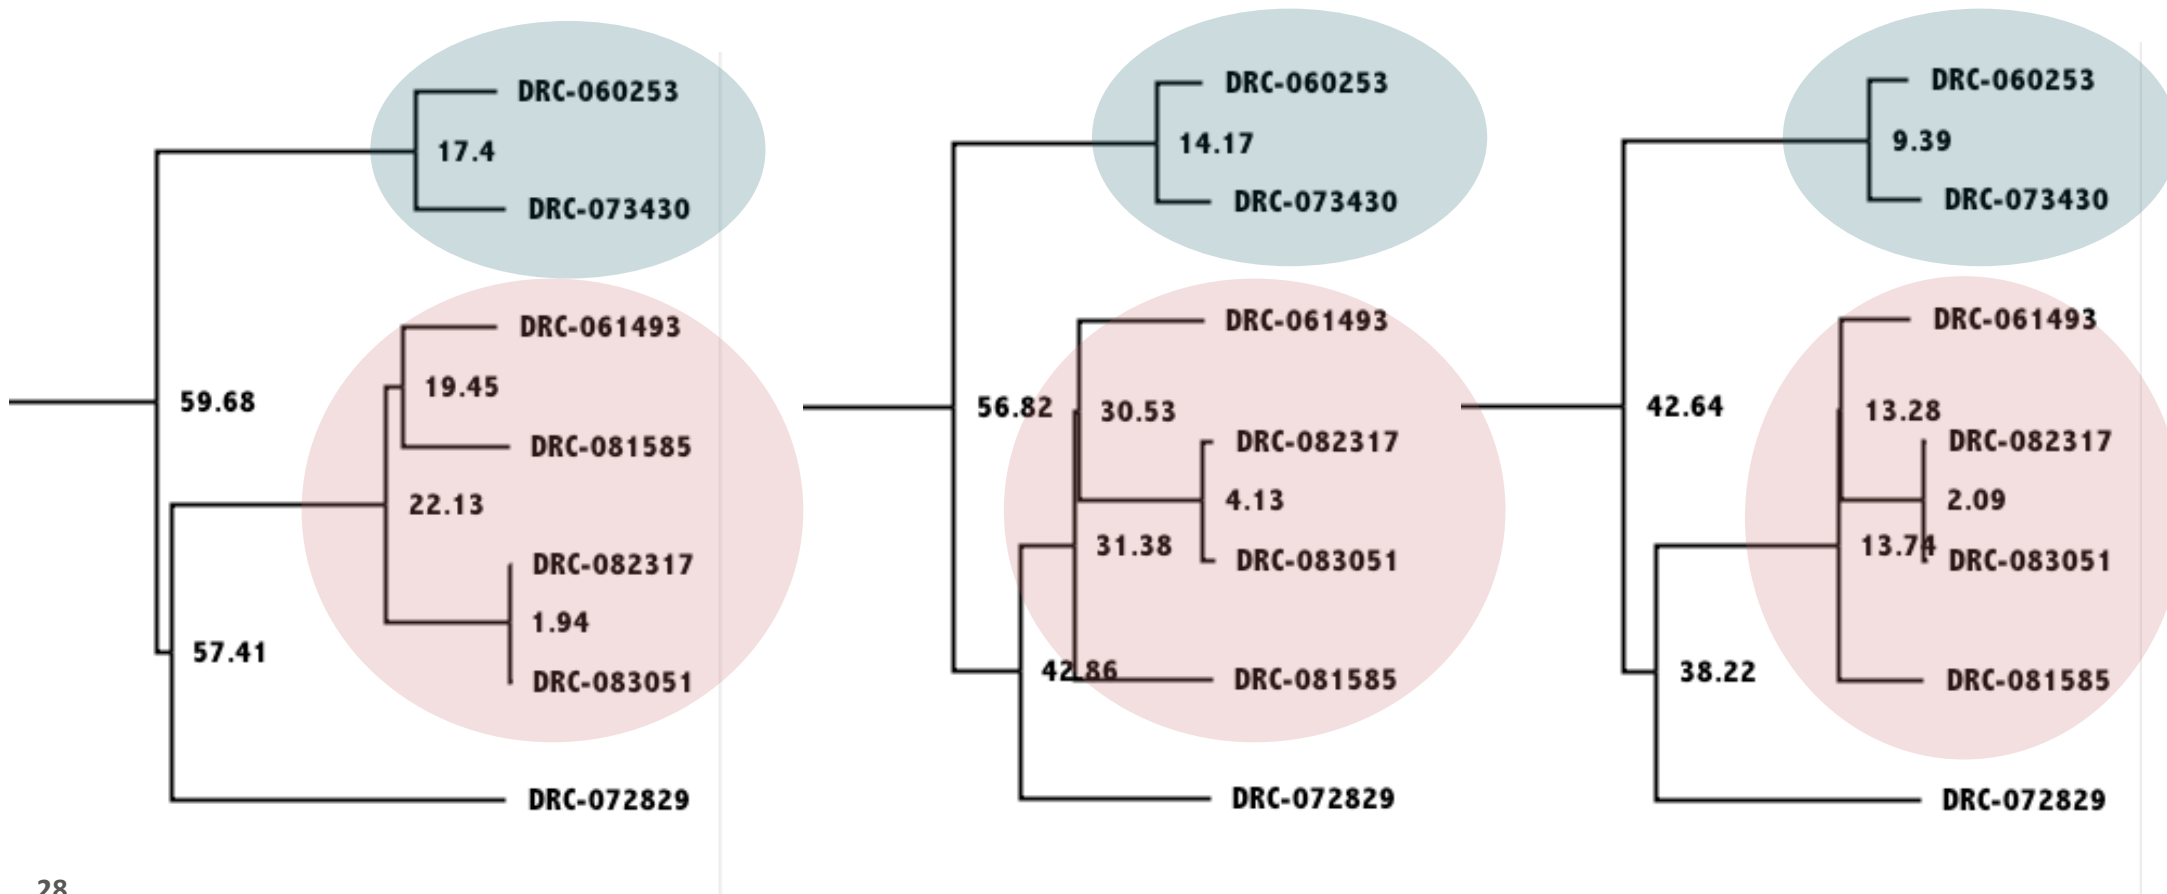 DRC-060253
17.4
DRC-073430
DRC-061493
19.45
59.68
DRC-081585
22.13
DRC-082317
1.94
57.41
DRC-083051
DRC-072829
DRC-060253
14.17
DRC-073430
DRC-061493
56.82
30.53
DRC-082317
4.13
31.38
DRC-083051
42.86
DRC-081585
DRC-072829
DRC-060253
9.39
DRC-073430
DRC-061493
42.64
13.28
DRC-082317
2.09
13.74
DRC-083051
38.22
DRC-081585
DRC-072829
28